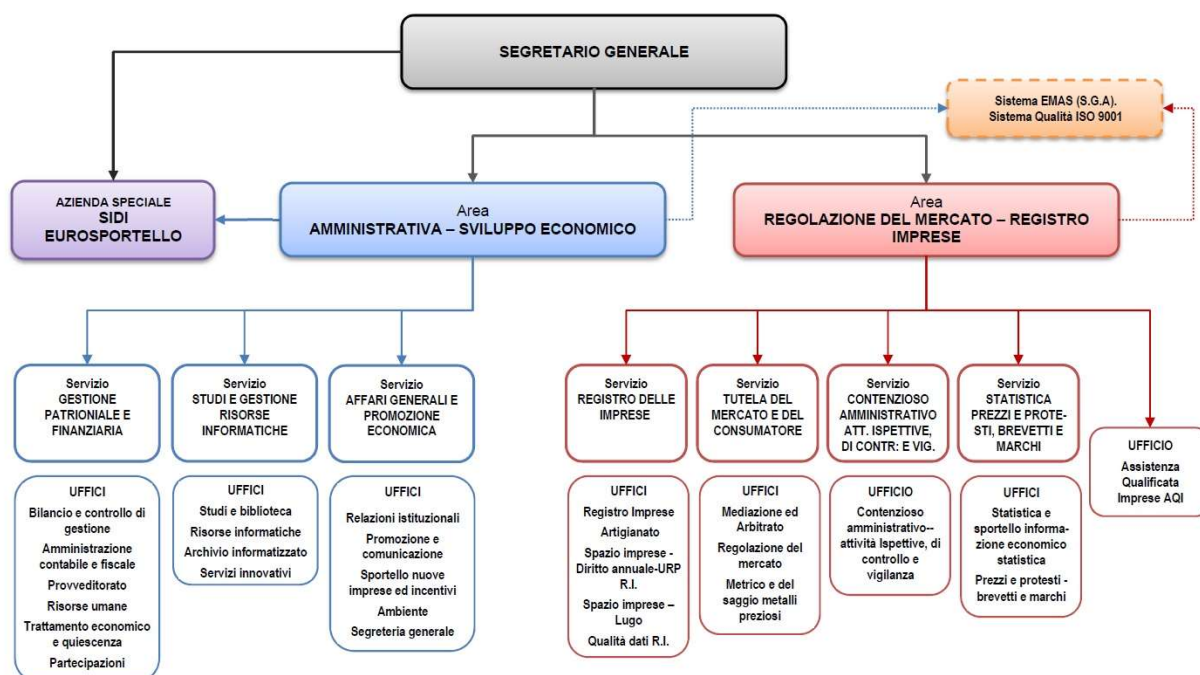 SEGRETARIO GENERALE
Sistema EMAS (S.G.A).
Sistema Qualità ISO 9001
AZIENDA SPECIALE
SIDI
EUROSPORTELLO
Area
AMMINISTRATIVA – SVILUPPO ECONOMICO
Area
REGOLAZIONE DEL MERCATO – REGISTRO
IMPRESE
Servizio
GESTIONE
PATRIONIALE E
FINANZIARIA
Servizio
STUDI E GESTIONE
RISORSE
INFORMATICHE
Servizio
AFFARI GENERALI E
PROMOZIONE
ECONOMICA
Servizio
REGISTRO DELLE
IMPRESE
Servizio
TUTELA DEL
MERCATO E DEL
CONSUMATORE
Servizio
CONTENZIOSO
AMMINISTRATIVO
ATT. ISPETTIVE,
DI CONTR: E VIG.
Servizio
STATISTICA
PREZZI E PROTE-
STI, BREVETTI E
MARCHI
UFFICIO
Assistenza
Qualificata
Imprese AQI
UFFICI
Bilancio e controllo di
gestione
Amministrazione
contabile e fiscale
Provveditorato
Risorse umane
Trattamento economico
e quiescenza
Partecipazioni
UFFICI
Studi e biblioteca
Risorse informatiche
Archivio informatizzato
Servizi innovativi
UFFICI
Relazioni istituzionali
Promozione e
comunicazione
Sportello nuove
imprese ed incentivi
Ambiente
Segreteria generale
UFFICI
Registro Imprese
Artigianato
Spazio imprese -
Diritto annuale-URP
R.I.
Spazio imprese –
Lugo
Qualità dati R.I.
UFFICI
Mediazione ed
Arbitrato
Regolazione del
mercato
Metrico e del
saggio metalli
preziosi
UFFICIO
Contenzioso
amministrativo--
attività Ispettive, di
controllo e
vigilanza
UFFICI
Statistica e
sportello informa-
zione economico
statistica
Prezzi e protesti -
brevetti e marchi